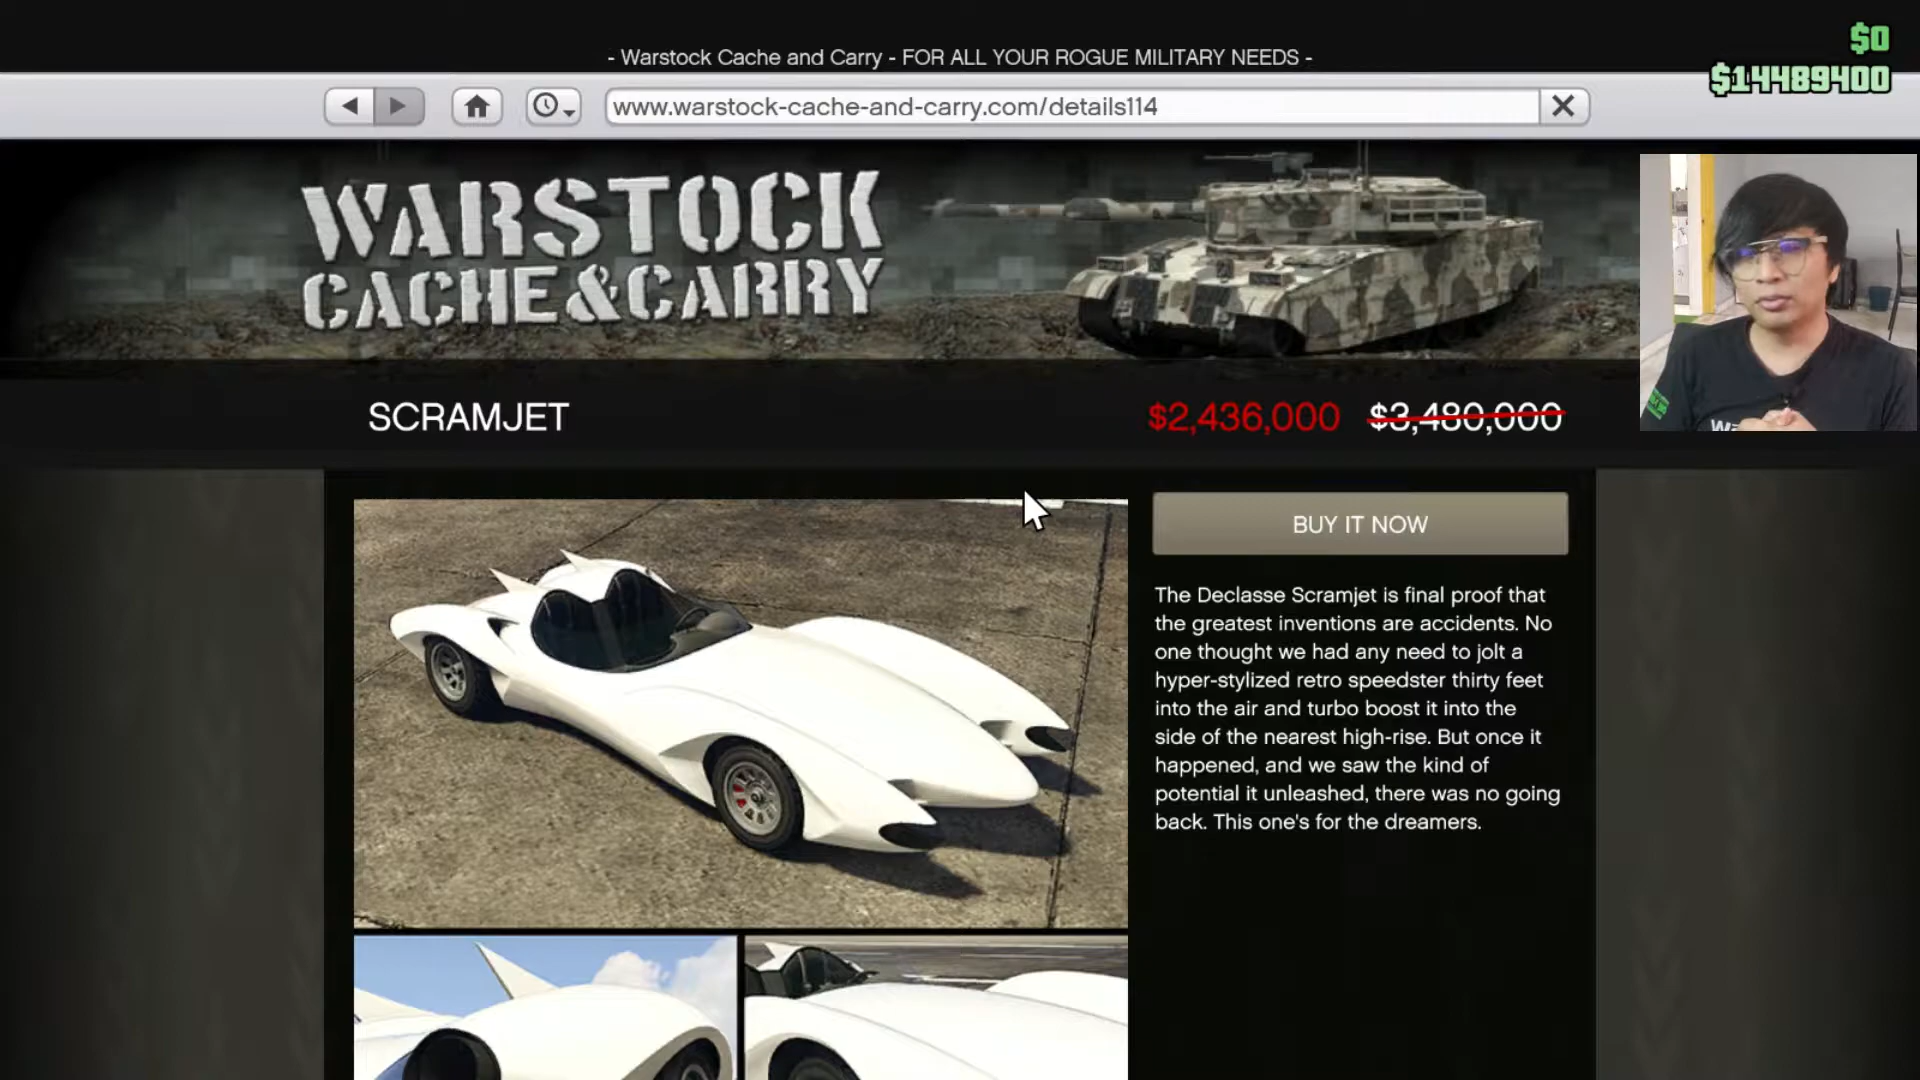 $0
- Warstock Cache and Carry - FOR ALL YOUR ROGUE MILITARY NEEDS -
$14489400
www.warstock-cache-and-carry.com/details114
WARSTOCK
CACHE&CARRY
SCRAMJET
$2,436,000 $3,480,000
BUY IT NOW
The Declasse Scramjet is final proof that
the greatest inventions are accidents. No
one thought we had any need to jolt a
hyper-stylized retro speedster thirty feet
into the air and turbo boost it into the
side of the nearest high-rise. But once it
happened, and we saw the kind of
potential it unleashed, there was no going
back. This one's for the dreamers.